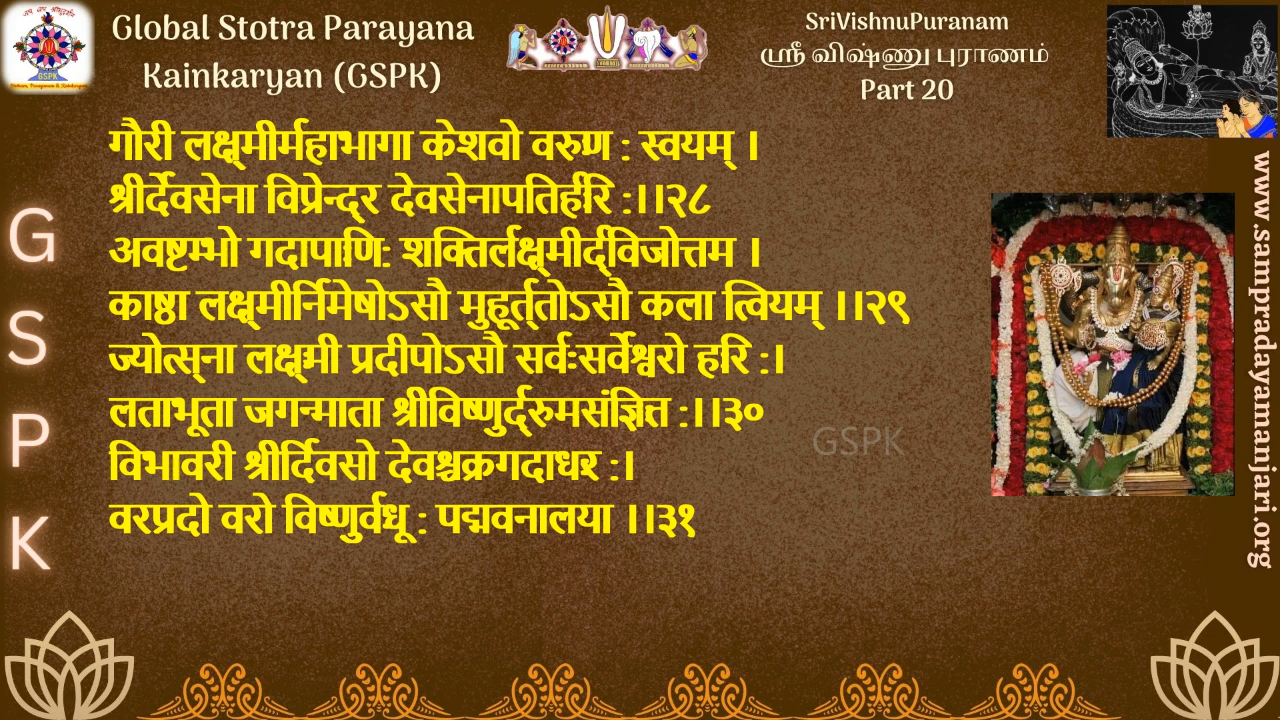 Global Stotra Parayana
Kainkaryan (GSPK)
SriVishnuPuranam
ஸ்ரீ விஷ்ணு புராணம்
Part 20
गौरी लक्ष्मीर्महाभागा केशवो वरुण : स्वयम् ।
श्रीर्देवसेना विप्रेन्द्र देवसेनापतिर्हरि :।।२८
अवष्टम्भो गदापाणि: शक्तिर्लक्ष्मीर्द्विजोत्तम ।
काष्ठा लक्ष्मीर्निमेषोऽसौ मुहूर्त्तोऽसौ कला त्वियम् ।।२९
ज्योत्स्ना लक्ष्मी प्रदीपोऽसौ सर्वःसर्वेश्वरो हरि :।
लताभूता जगन्माता श्रीविष्णुर्द्रुमसंज्ञित :।।३०
विभावरी श्रीर्दिवसो देवश्चक्रगदाधर :।
वरप्रदो वरो विष्णुर्वधू : पद्मवनालया ।।३१
GSPK
GSPK
www.sampradayamanjari.org
GSPK